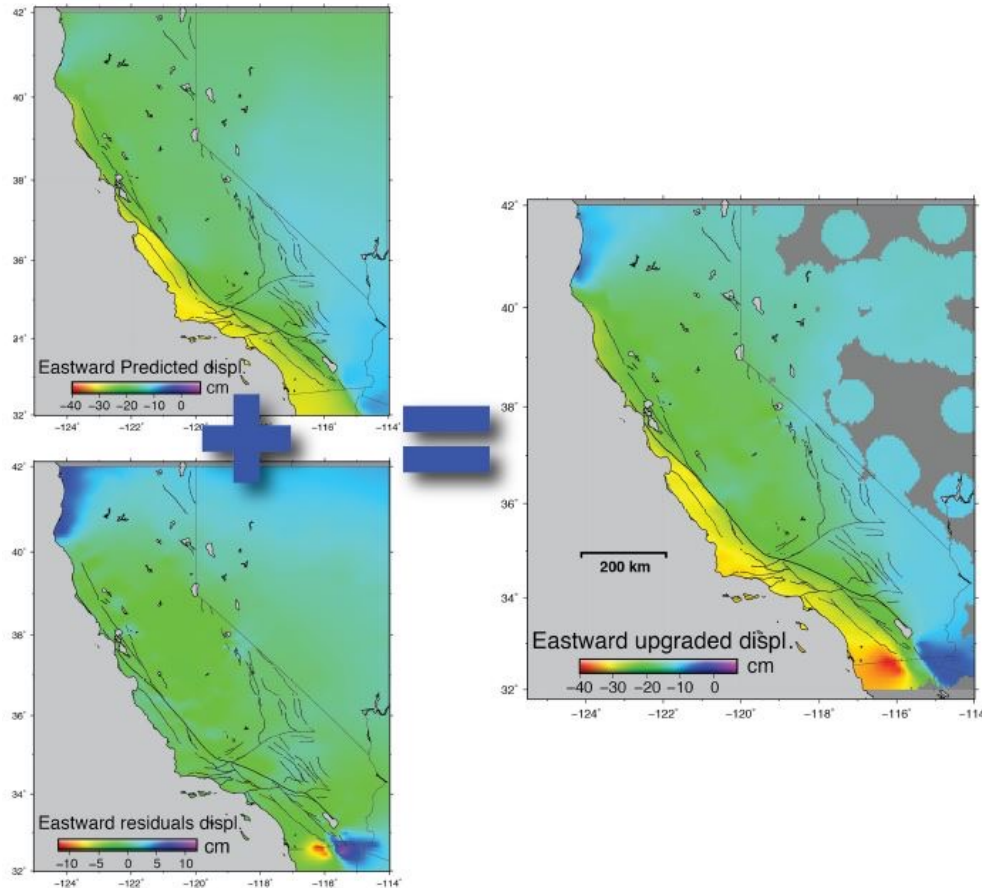 42˚
40˚
38˚
36˚
34˚
Eastward Predicted displ.
cm
−40 −30 −20 −10 0
32˚
−124˚ −122˚ −120˚ −118˚ −116˚ −114˚
+ =
42˚
40˚
38˚
36˚
34˚
Eastward residuals displ.
cm
−10 −5 0 5 10
32˚
−124˚ −122˚ −120˚ −118˚ −116˚ −114˚
42˚
40˚
38˚
36˚
200 km
34˚
Eastward upgraded displ.
cm
−40 −30 −20 −10 0
32˚
−124˚ −122˚ −120˚ −118˚ −116˚ −114